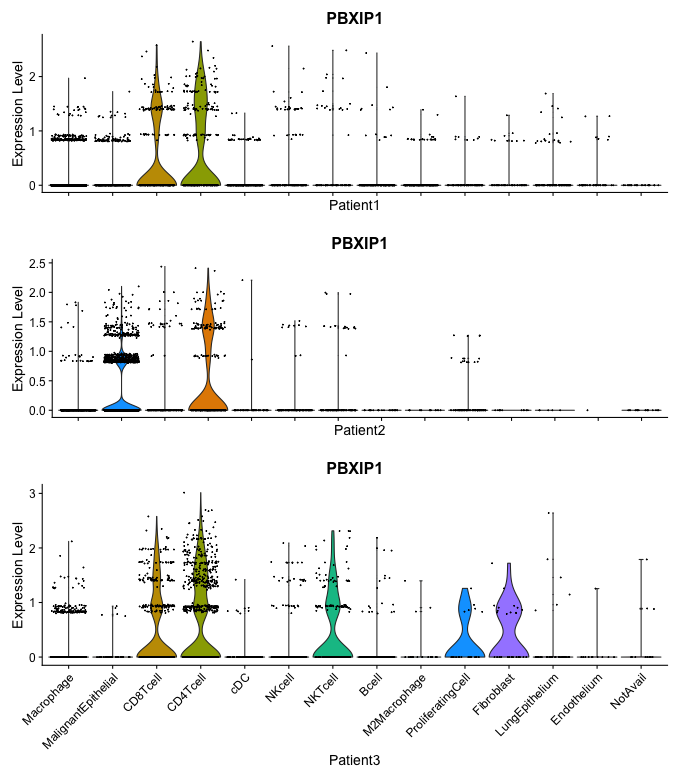 PBXIP1
Expression Level
2
1
0
Patient1
PBXIP1
Expression Level
2.5
2.0
1.5
1.0
0.5
0.0
Patient2
PBXIP1
Expression Level
3
2
1
0
Macrophage
MalignantEpithelial
CD8Tcell
CD4Tcell
cDC
NKcell
NKTcell
Bcell
M2Macrophage
ProliferatingCell
Fibroblast
LungEpithelium
Endothelium
NotAvail
Patient3